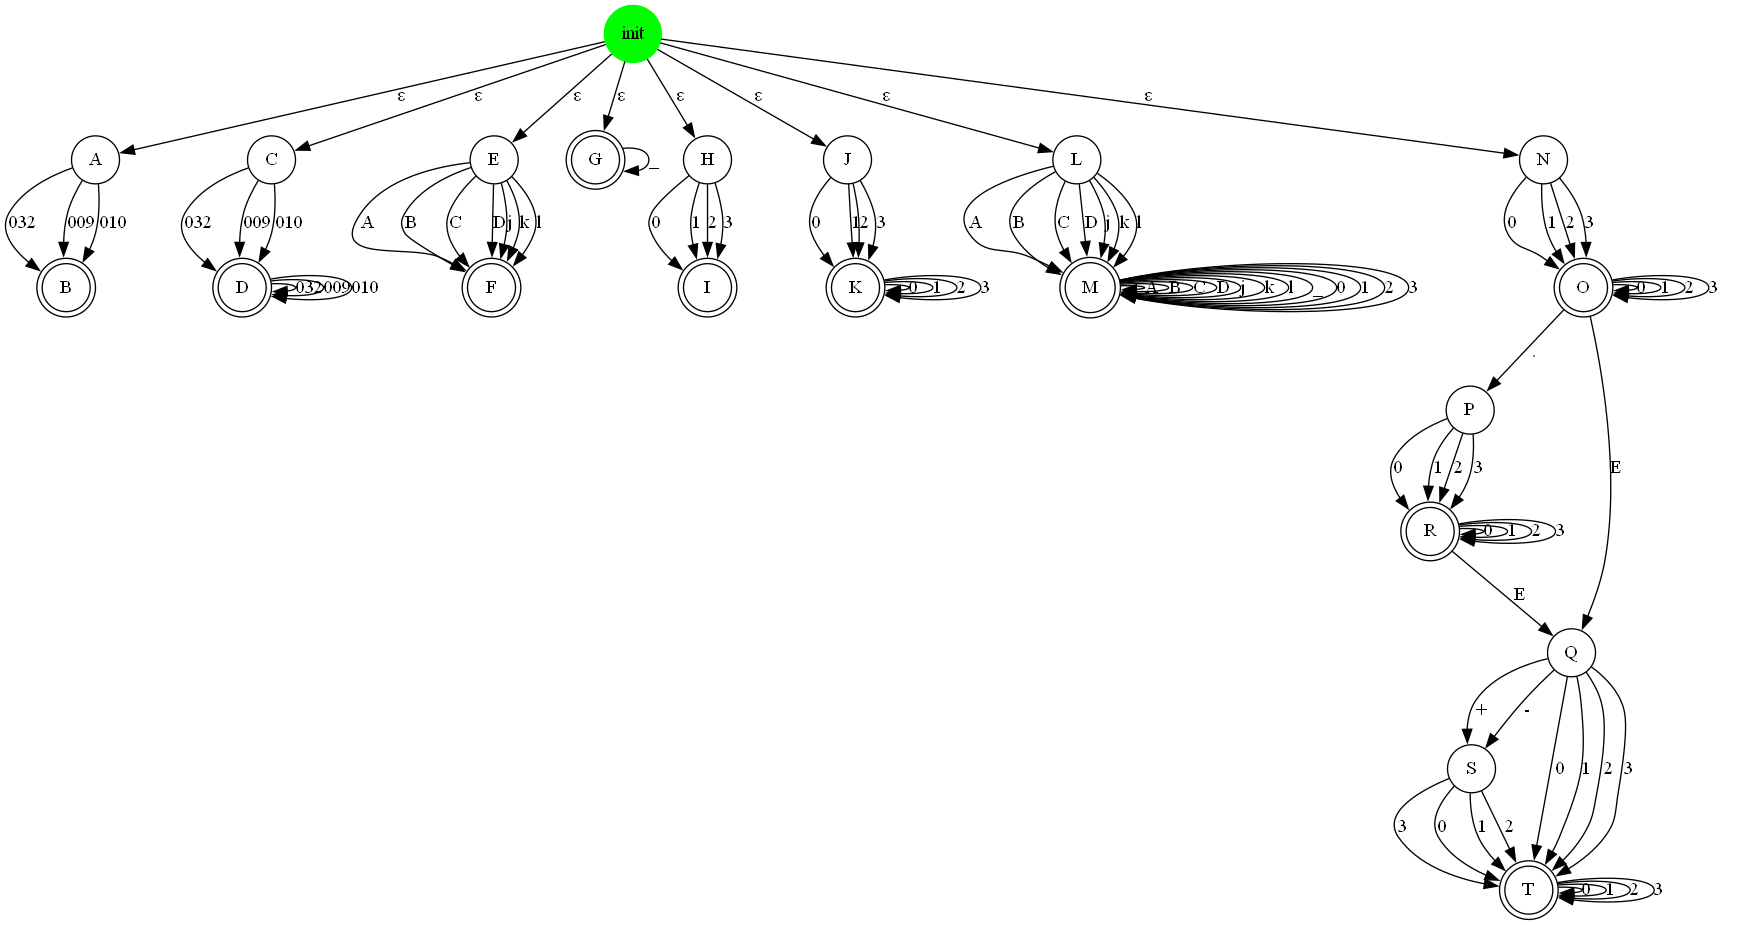 init
ε ε ε ε ε ε ε ε
A C E G H J L N
_
032 009 010 032 009 010 A B C D j k l 0 1 2 3 0 1 2 3 A B C D j k l 0 1 2 3
B D F I K M O
032 009 010 0 1 2 3 A B C D j k l _ 0 1 2 3 0 1 2 3
.
P
0 1 2 3 E
R 0 1 2 3
E
Q
+ - 0 1 2 3
S
3 0 1 2
T 0 1 2 3